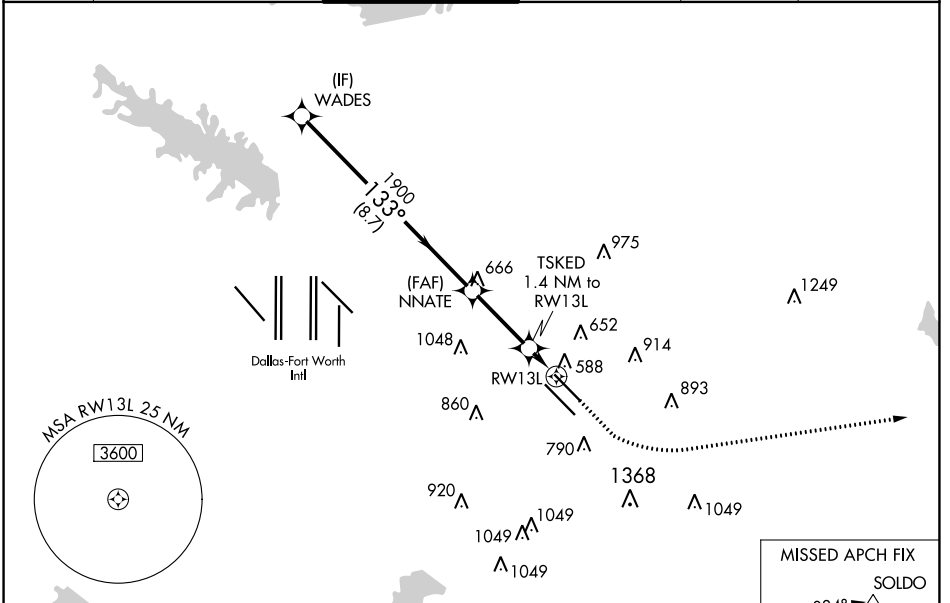 (IF)
WADES
1900
133°
(8.7)
975
TSKED
1.4 NM to
RW13L
666
(FAF)
NNATE
1249
652
1048
914
Dallas-Fort Worth
Intl
588
RW13L
893
860
MSA RW13L 25 NM
3600
790
1368
920
1049
1049
1049
1049
MISSED APCH FIX
SOLDO